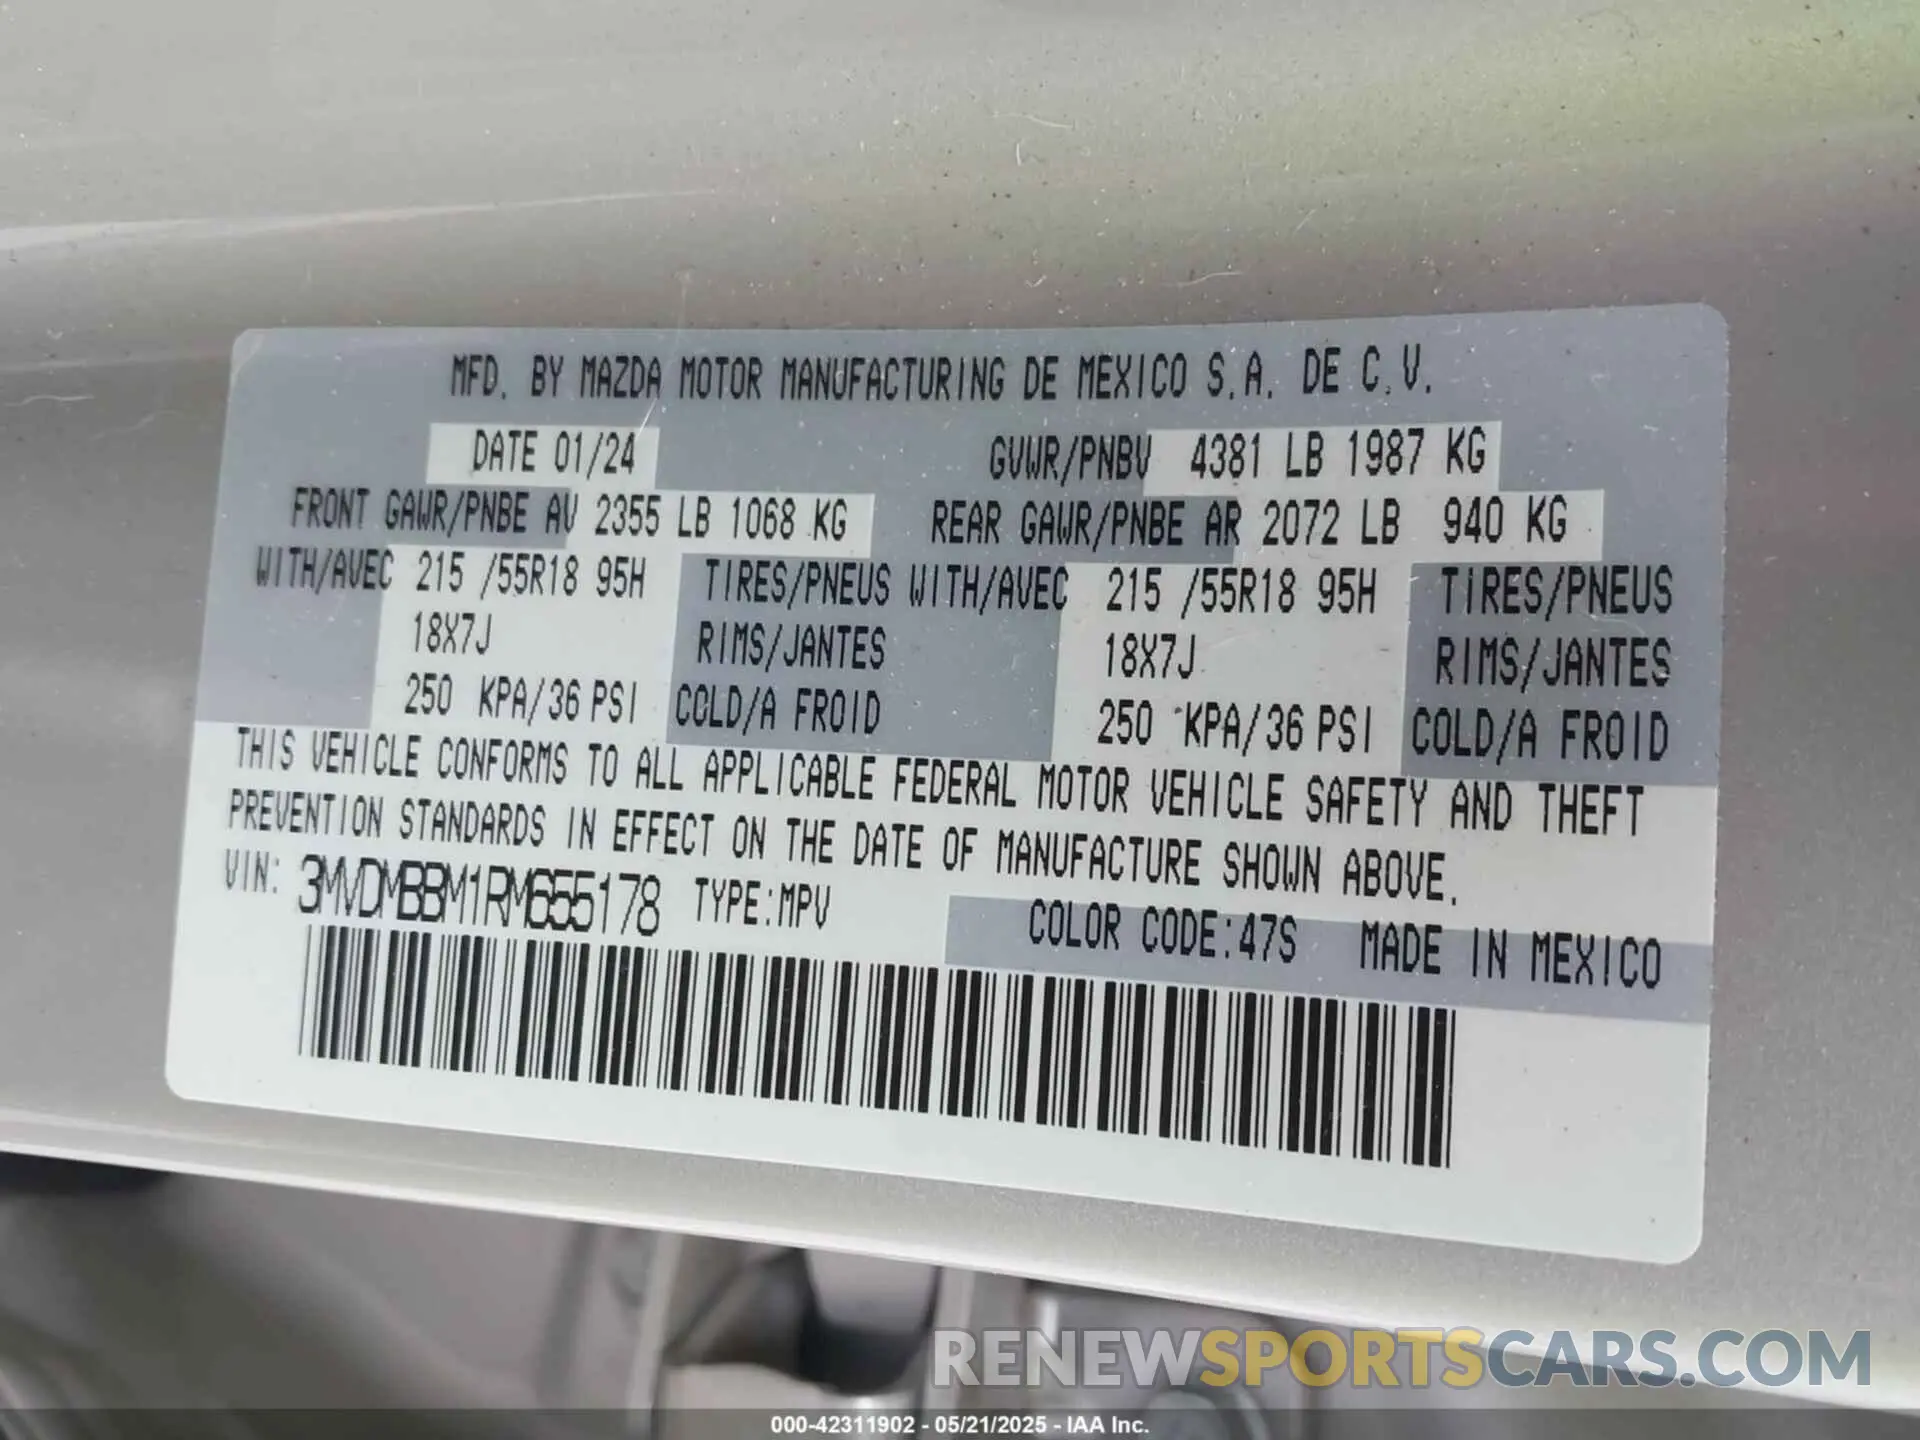 MFD. BY MAZDA MOTOR MANUFACTURING DE MEXICO S.A. DE C.V.
DATE 01/24 GVWR/PNBV 4381 LB 1987 KG
FRONT GAWR/PNBE AV 2355 LB 1068 KG REAR GAWR/PNBE AR 2072 LB 940 KG
WITH/AVEC 215 /55R18 95H TIRES/PNEUS WITH/AVEC 215 /55R18 95H TIRES/PNEUS
18X7J RIMS/JANTES 18X7J RIMS/JANTES
250 KPA/36 PSI COLD/A FROID 250 KPA/36 PSI COLD/A FROID
THIS VEHICLE CONFORMS TO ALL APPLICABLE FEDERAL MOTOR VEHICLE SAFETY AND THEFT
PREVENTION STANDARDS IN EFFECT ON THE DATE OF MANUFACTURE SHOWN ABOVE.
VIN: 3MVDMBBM1RM655178 TYPE:MPV COLOR CODE:47S MADE IN MEXICO
RENEWSPORTSCARS.COM
000-42311902 - 05/21/2025 - IAA Inc.